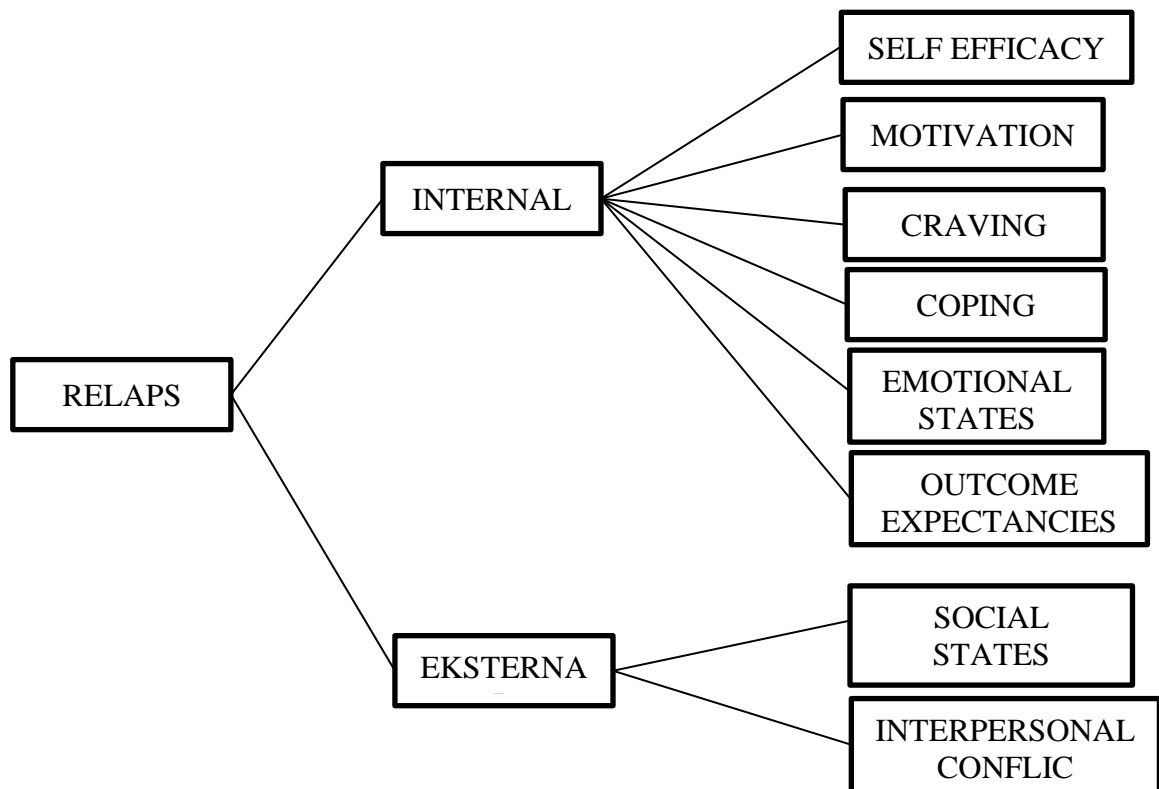 SELF EFFICACY
MOTIVATION
INTERNAL
CRAVING
COPING
RELAPS
EMOTIONAL
STATES
OUTCOME
EXPECTANCIES
EKSTERNA
SOCIAL
STATES
INTERPERSONAL
CONFLIC